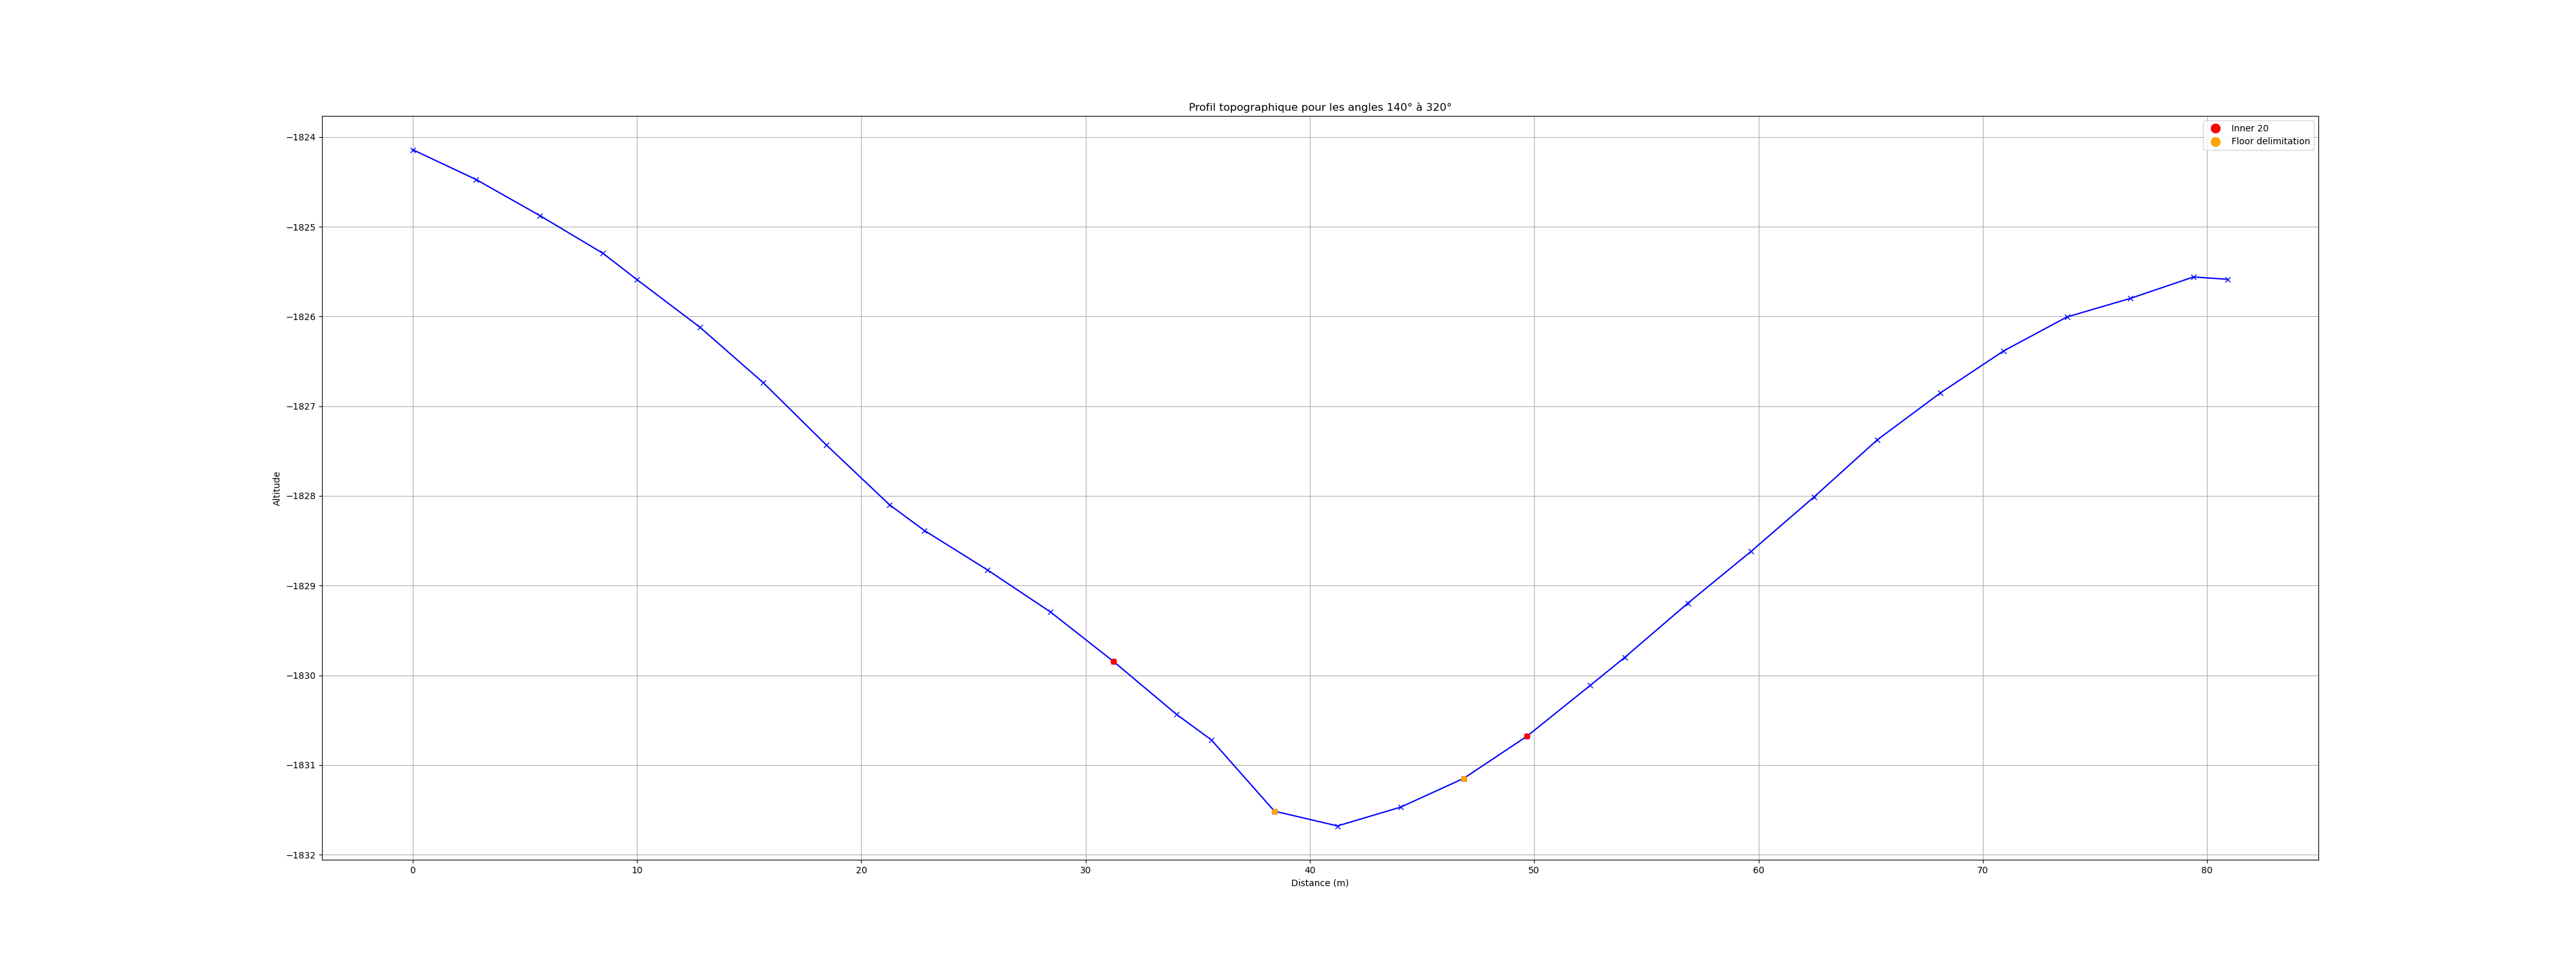 Profil topographique pour les angles 140° à 320°
Inner 20
Floor delimitation
−1824
−1825
−1826
−1827
−1828
−1829
−1830
−1831
−1832
Altitude
0 10 20 30 40 50 60 70 80
Distance (m)